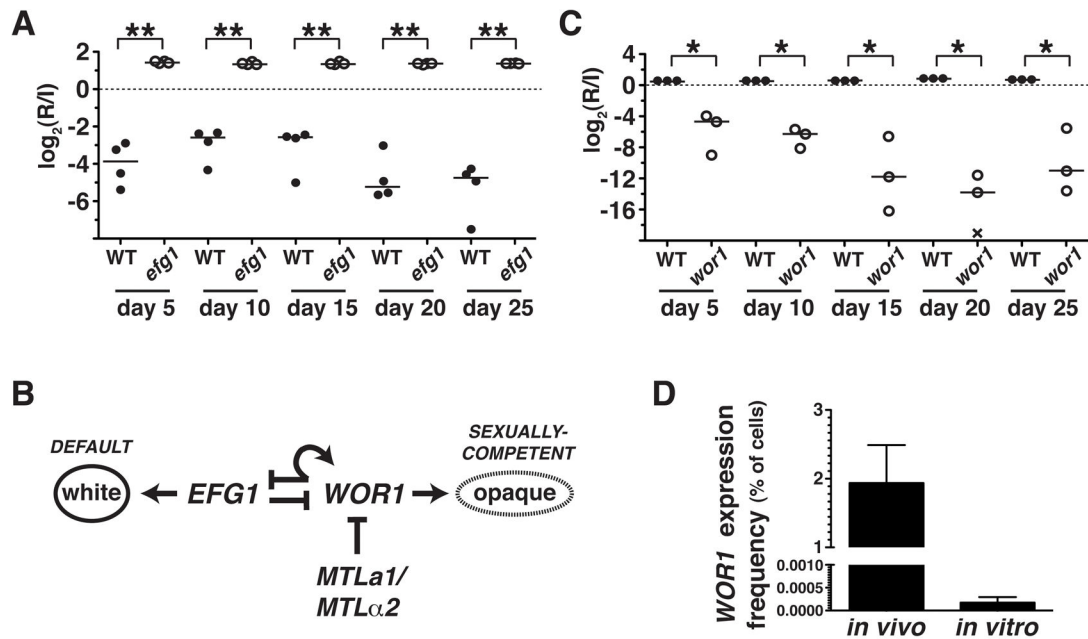 A
** ** ** ** **
log2(R/I)
2
0
-2
-4
-6
WT efg1 WT efg1 WT efg1 WT efg1 WT efg1
day 5 day 10 day 15 day 20 day 25
C
* * * * *
log2(R/I)
4
0
-4
-8
-12
-16
WT wor1 WT wor1 WT wor1 WT wor1 WT wor1
day 5 day 10 day 15 day 20 day 25
B
DEFAULT
white
EFG1
WOR1
SEXUALLY-
COMPETENT
opaque
MTLa1/
MTLα2
D
WOR1 expression
frequency (% of cells)
3
2
1
0.0010
0.0005
0.0000
in vivo in vitro